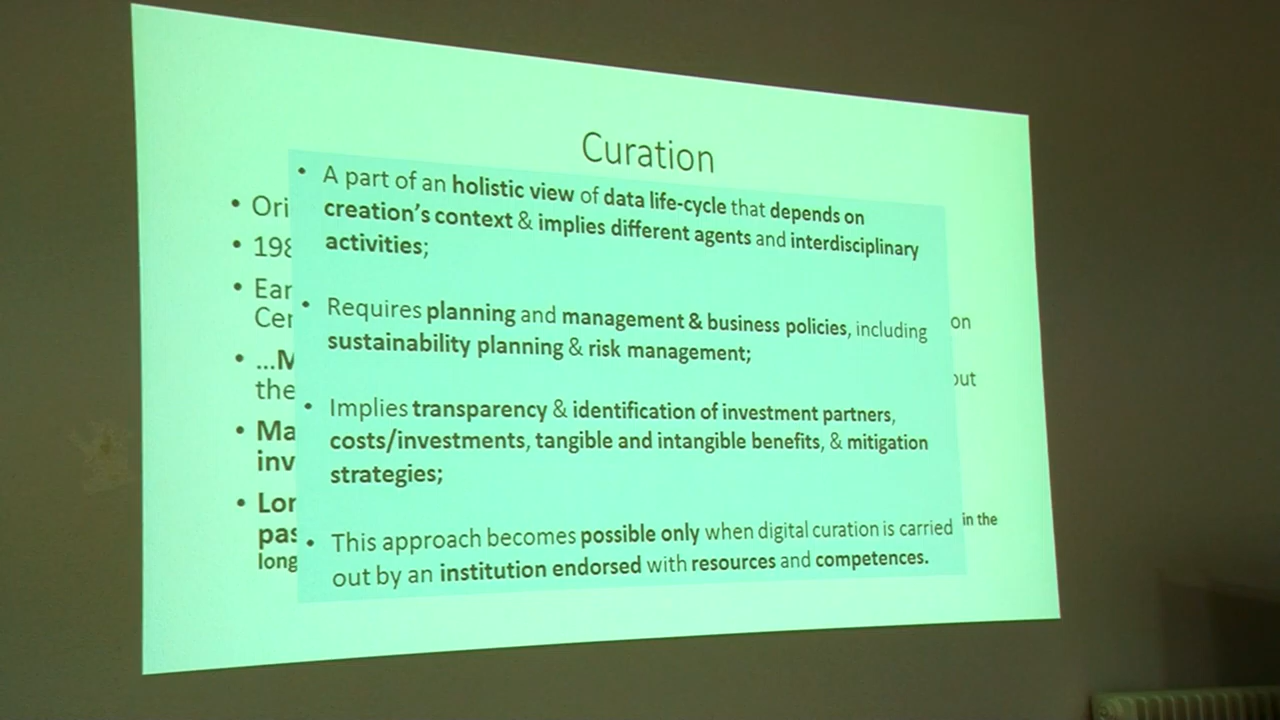 Curation
• A part of an holistic view of data life-cycle that depends on
creation's context & implies different agents and interdisciplinary
activities;
• Requires planning and management & business policies, including
sustainability planning & risk management;
• Implies transparency & identification of investment partners,
costs/investments, tangible and intangible benefits, & mitigation
strategies;
• This approach becomes possible only when digital curation is carried
out by an institution endorsed with resources and competences.
• Ori
• 198
• Ear
Cer
on
• ...M
the
out
• Ma
inv
• Lor
pas
in the
long